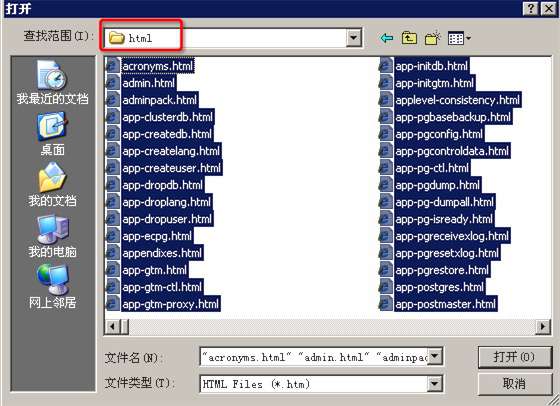 打开
查找范围(I):
html
acronyms.html
admin.html
adminpack.html
app-clusterdb.html
app-createdb.html
app-createlang.html
app-createuser.html
app-dropdb.html
app-droplang.html
app-dropuser.html
app-ecpg.html
appendixes.html
app-gtm.html
app-gtm-ctl.html
app-gtm-proxy.html
app-initdb.html
app-initgtm.html
applevel-consistency.html
app-pgbasebackup.html
app-pgconfig.html
app-pgcontroldata.html
app-pg-ctl.html
app-pgdump.html
app-pg-dumpall.html
app-pg-isready.html
app-pgreceivexlog.html
app-pgresetxlog.html
app-pgrestore.html
app-postgres.html
app-postmaster.html
我最近的文档
桌面
我的文档
我的电脑
网上邻居
文件名(N):
"acronyms.html" "admin.html" "adminpac
打开(O)
文件类型(T):
HTML Files (*.htm)
取消